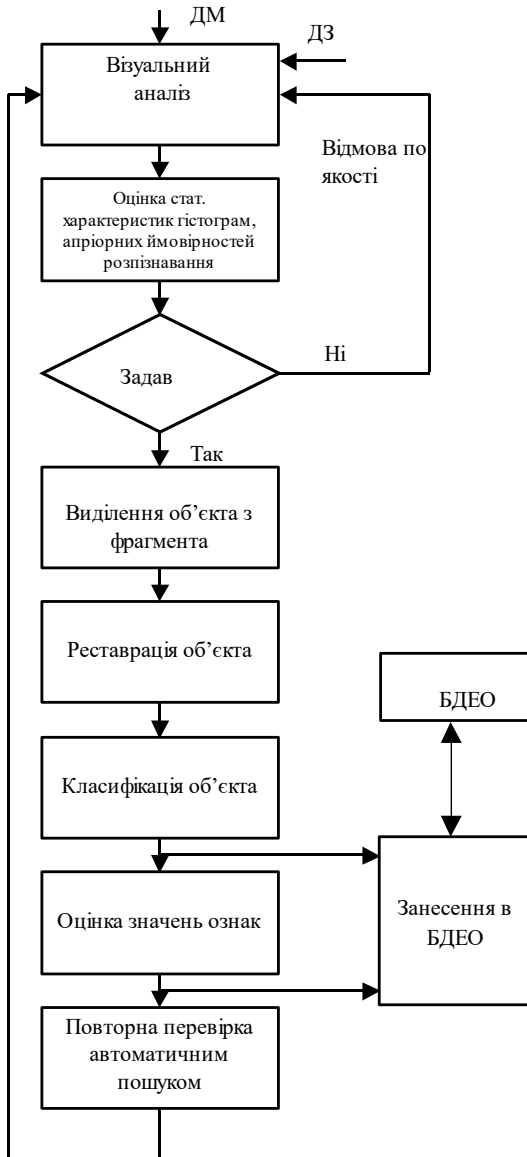 ДМ
ДЗ
Візуальний
аналіз
Відмова по
якості
Оцінка стат.
характеристик гістограм,
апріорних ймовірностей
розпізнавання
Ні
Задав
Так
Виділення об’єкта з
фрагмента
Реставрація об’єкта
БДЕО
Класифікація об’єкта
Оцінка значень ознак
Занесення в
БДЕО
Повторна перевірка
автоматичним
пошуком